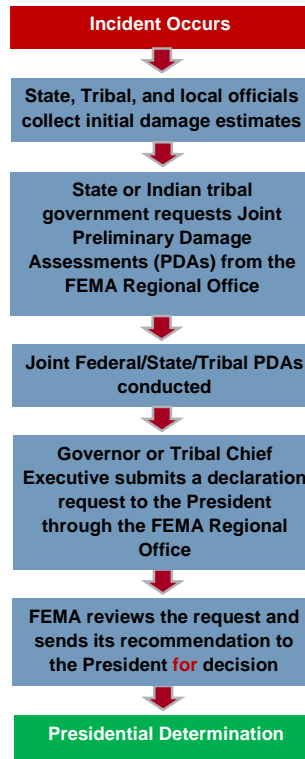 Incident Occurs
State, Tribal, and local officials
collect initial damage estimates
State or Indian tribal
government requests Joint
Preliminary Damage
Assessments (PDAs) from the
FEMA Regional Office
Joint Federal/State/Tribal PDAs
conducted
Governor or Tribal Chief
Executive submits a declaration
request to the President
through the FEMA Regional
Office
FEMA reviews the request and
sends its recommendation to
the President for decision
Presidential Determination